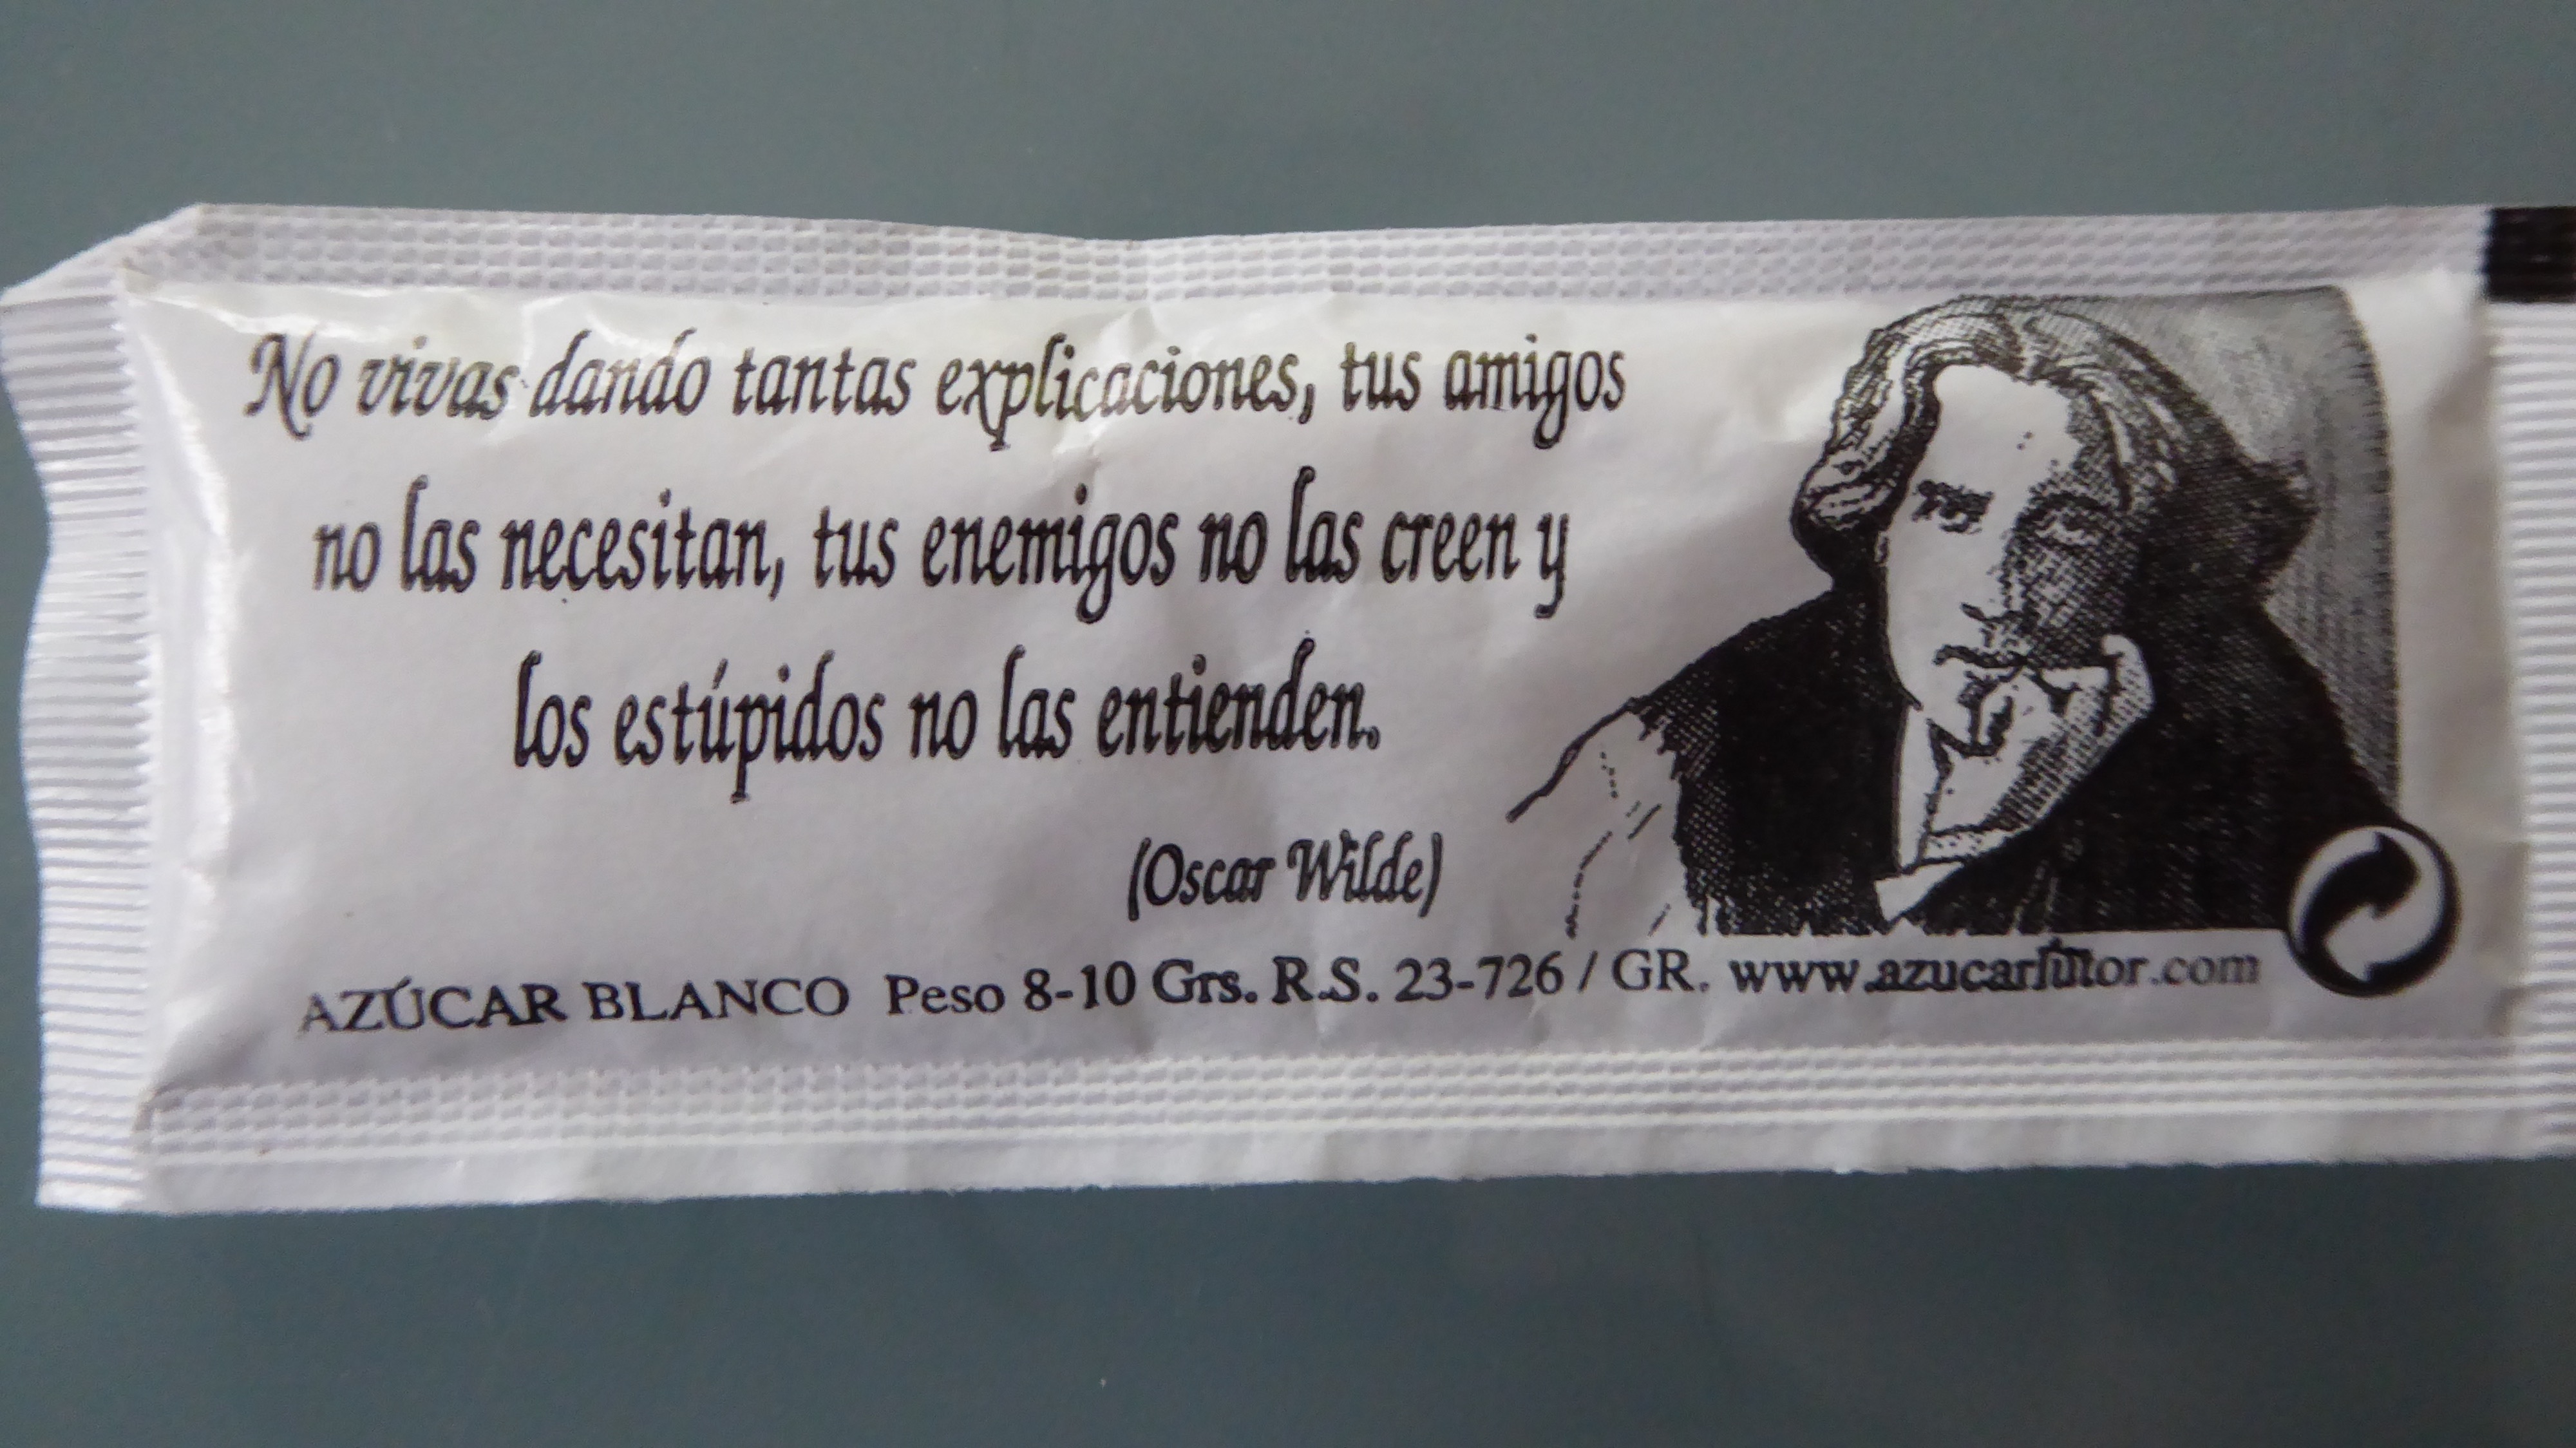 No vivas dando tantas explicaciones, tus amigos
no las necesitan, tus enemigos no las creen y
los estúpidos no las entienden.
(Oscar Wilde)
AZÚCAR BLANCO Peso 8-10 Grs. R.S. 23-726 / GR.